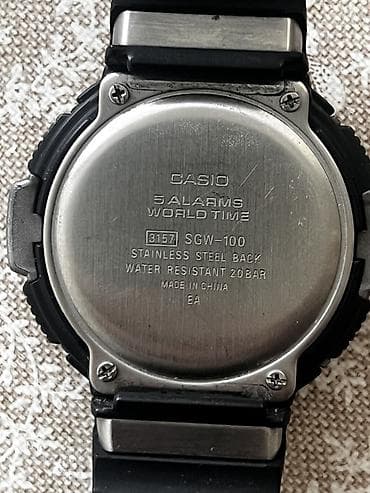 CASIO
5 ALARMS
WORLD TIME
3157 SGW-100
STAINLESS STEEL BACK
WATER RESISTANT 20BAR
MADE IN CHINA
EA